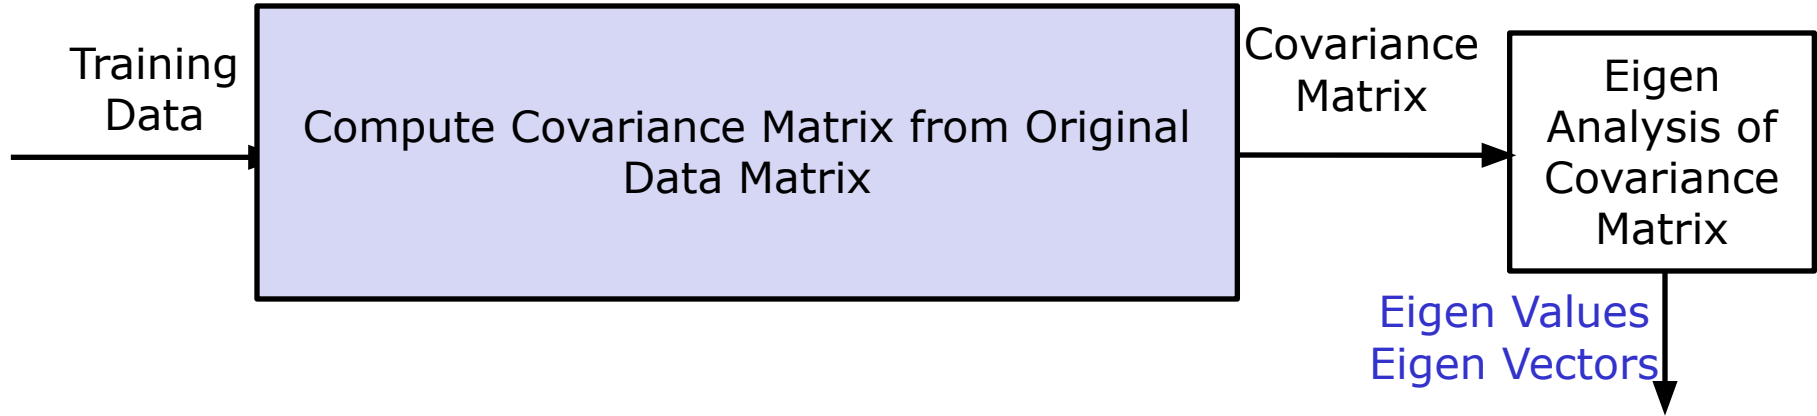 Training
Data
Compute Covariance Matrix from Original
Data Matrix
Covariance
Matrix
Eigen
Analysis of
Covariance
Matrix
Eigen Values
Eigen Vectors